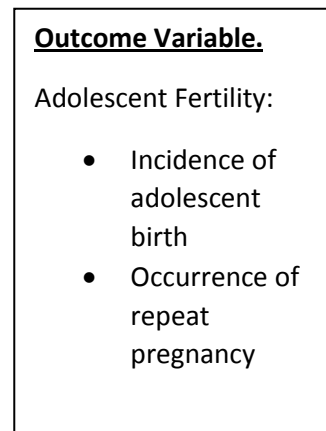 Outcome Variable.
Adolescent Fertility:
• Incidence of
adolescent
birth
• Occurrence of
repeat
pregnancy